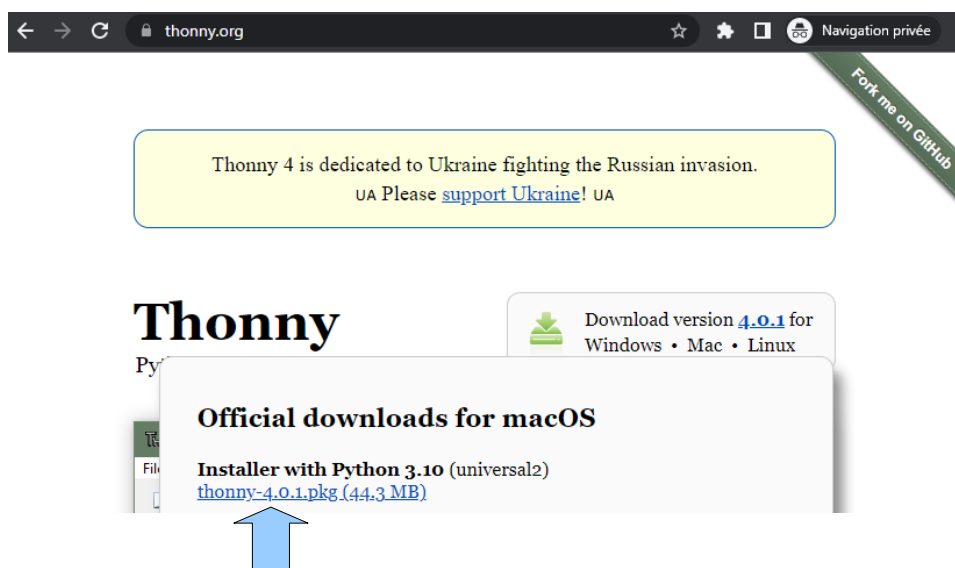 thonny.org
Navigation privée
Fork me on GitHub
Thonny 4 is dedicated to Ukraine fighting the Russian invasion.
UA Please support Ukraine! UA
Thonny
Download version 4.0.1 for
Windows • Mac • Linux
Py
Official downloads for macOS
Installer with Python 3.10 (universal2)
thonny-4.0.1.pkg (44.3 MB)